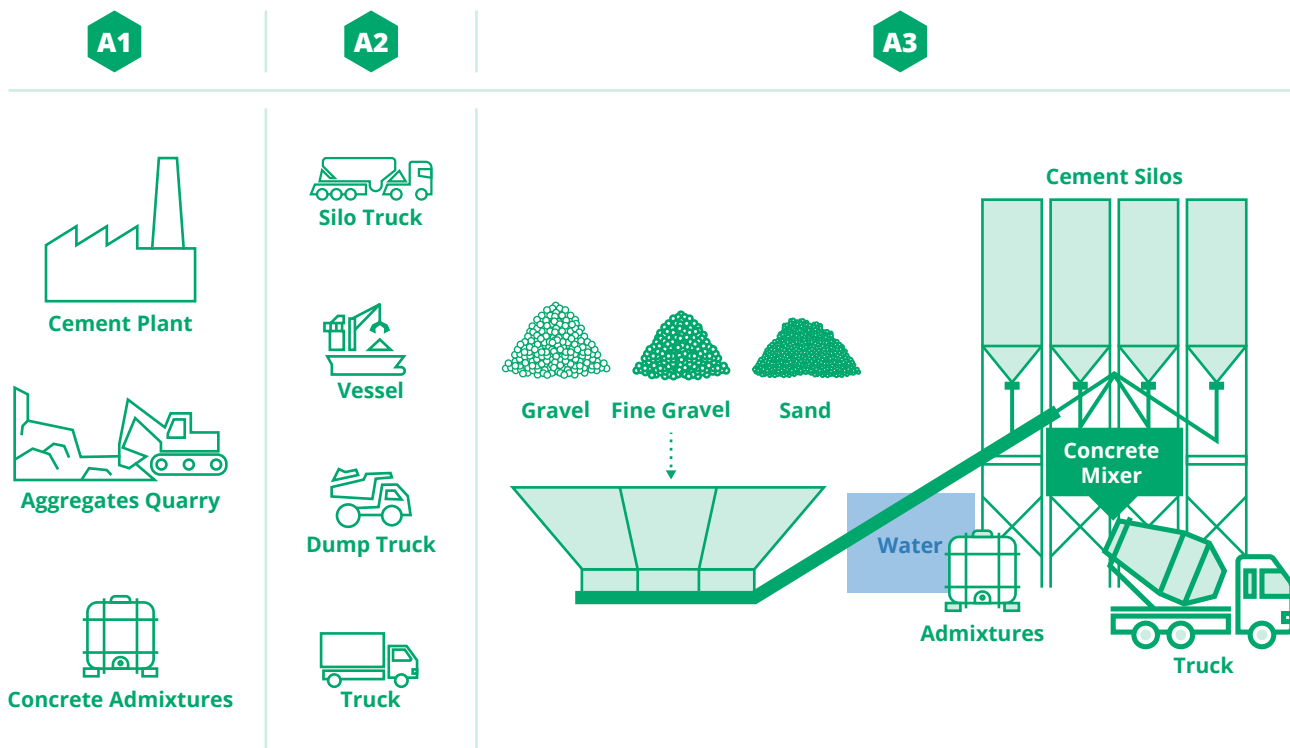 A1
A2
A3
Cement Plant
Aggregates Quarry
Concrete Admixtures
Silo Truck
Vessel
Dump Truck
Truck
Gravel
Fine Gravel
Sand
Cement Silos
Concrete
Mixer
Water
Admixtures
Truck